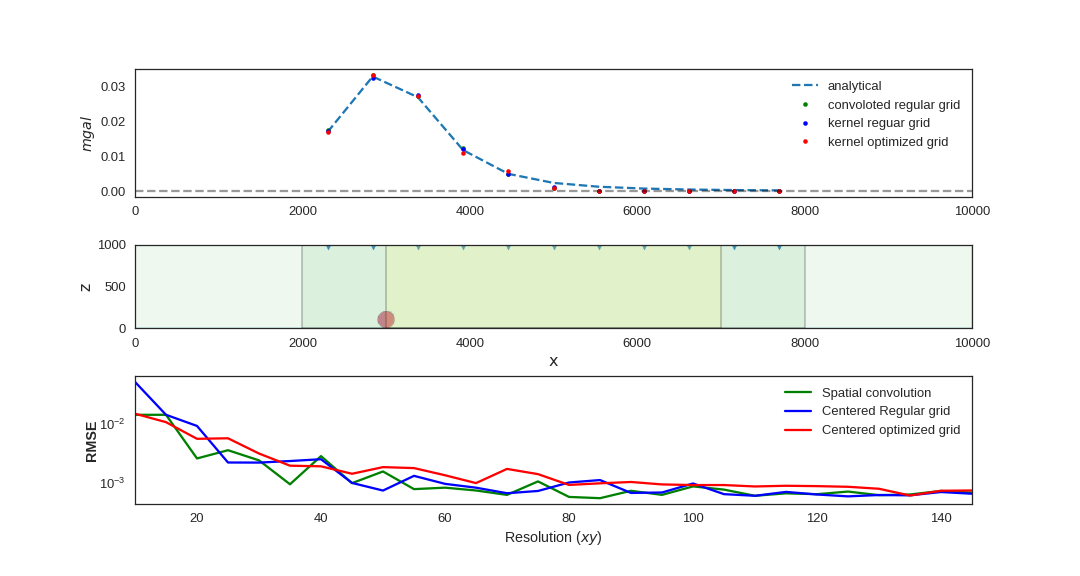 0.03
0.02
0.01
0.00
mgal
analytical
convoloted regular grid
kernel reguar grid
kernel optimized grid
0 2000 4000 6000 8000 10000
1000
500
0
z
0 2000 4000 6000 8000 10000
x
10⁻²
10⁻³
RMSE
Spatial convolution
Centered Regular grid
Centered optimized grid
20 40 60 80 100 120 140
Resolution (xy)